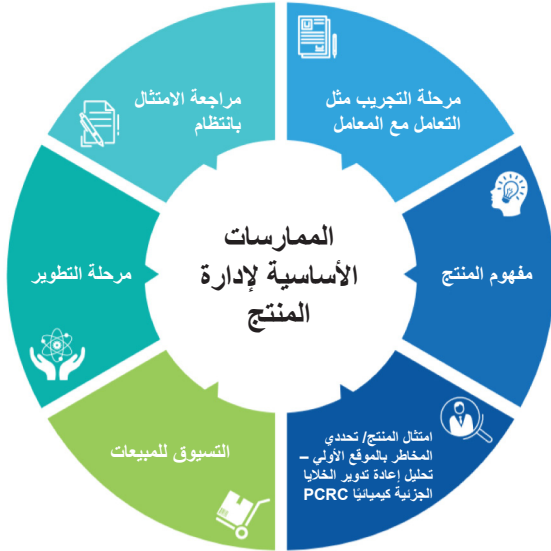 الممارسات
الأساسية لإدارة
المنتج
مرحلة التجريب مثل
التعامل مع المعامل
مفهوم المنتج
امتثال المنتج/ تحددي
المخاطر بالموقع الأولي –
تحليل إعادة تدوير الخلايا
الجزئية كيميائيًا PCRC
التسيوق للمبيعات
مرحلة التطوير
مراجعة الامتثال
بانتظام